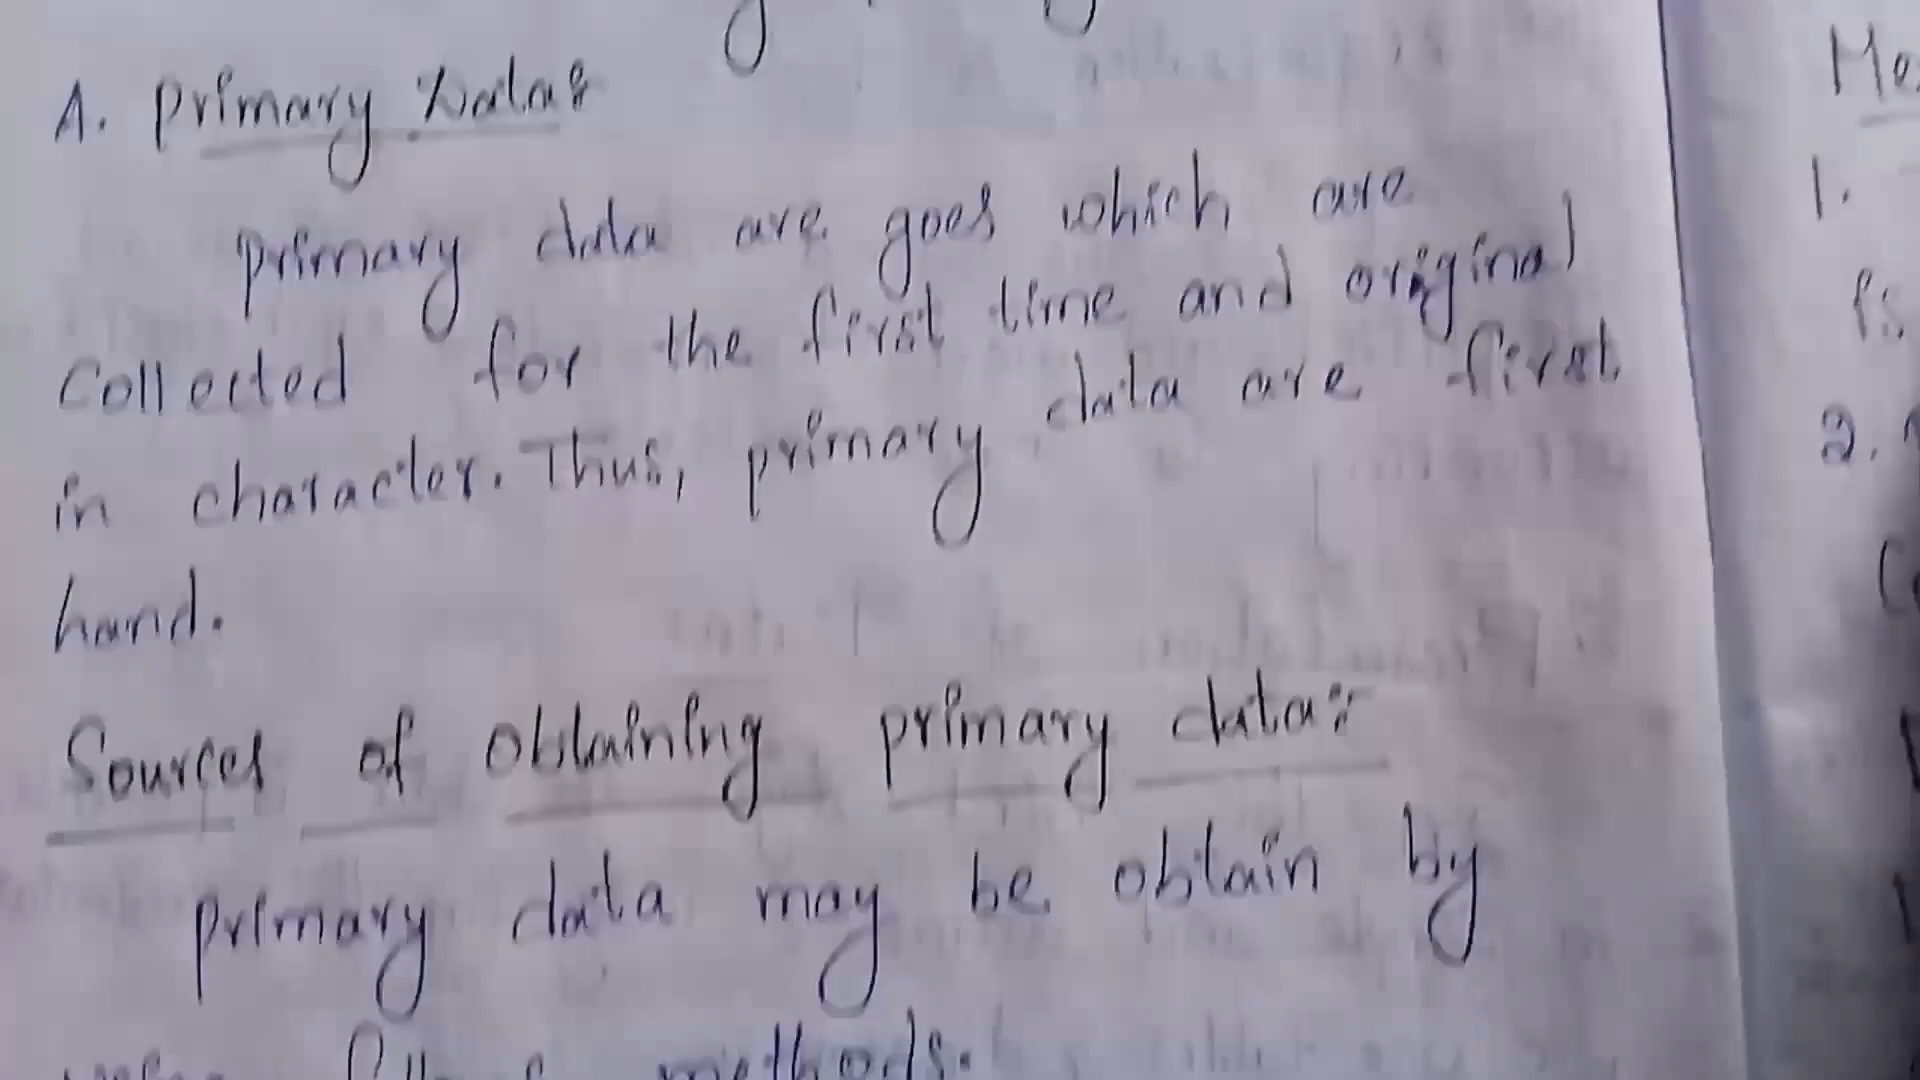 A. Primary Data:
primary data are goes which are
collected for the first time and original
in character. Thus, primary data are first
hand.
Sources of obtaining primary data:
primary data may be obtain by
methods.
1.
is
2.